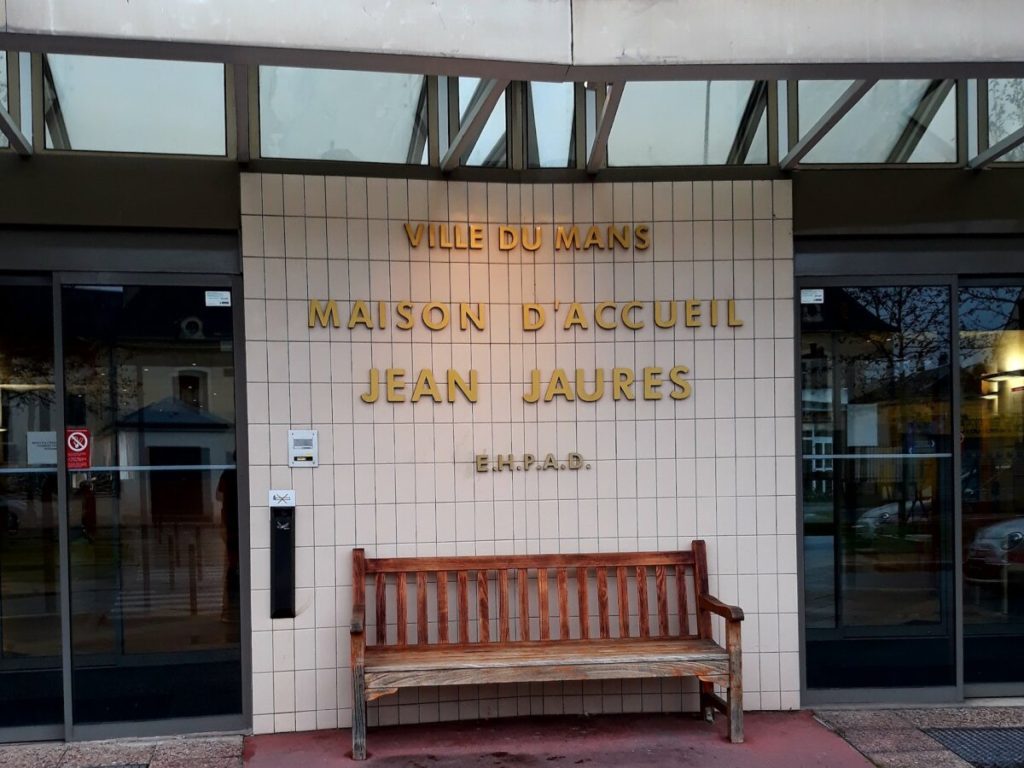 VILLE DU MANS
MAISON D'ACCUEIL
JEAN JAURES
E.H.P.A.D.